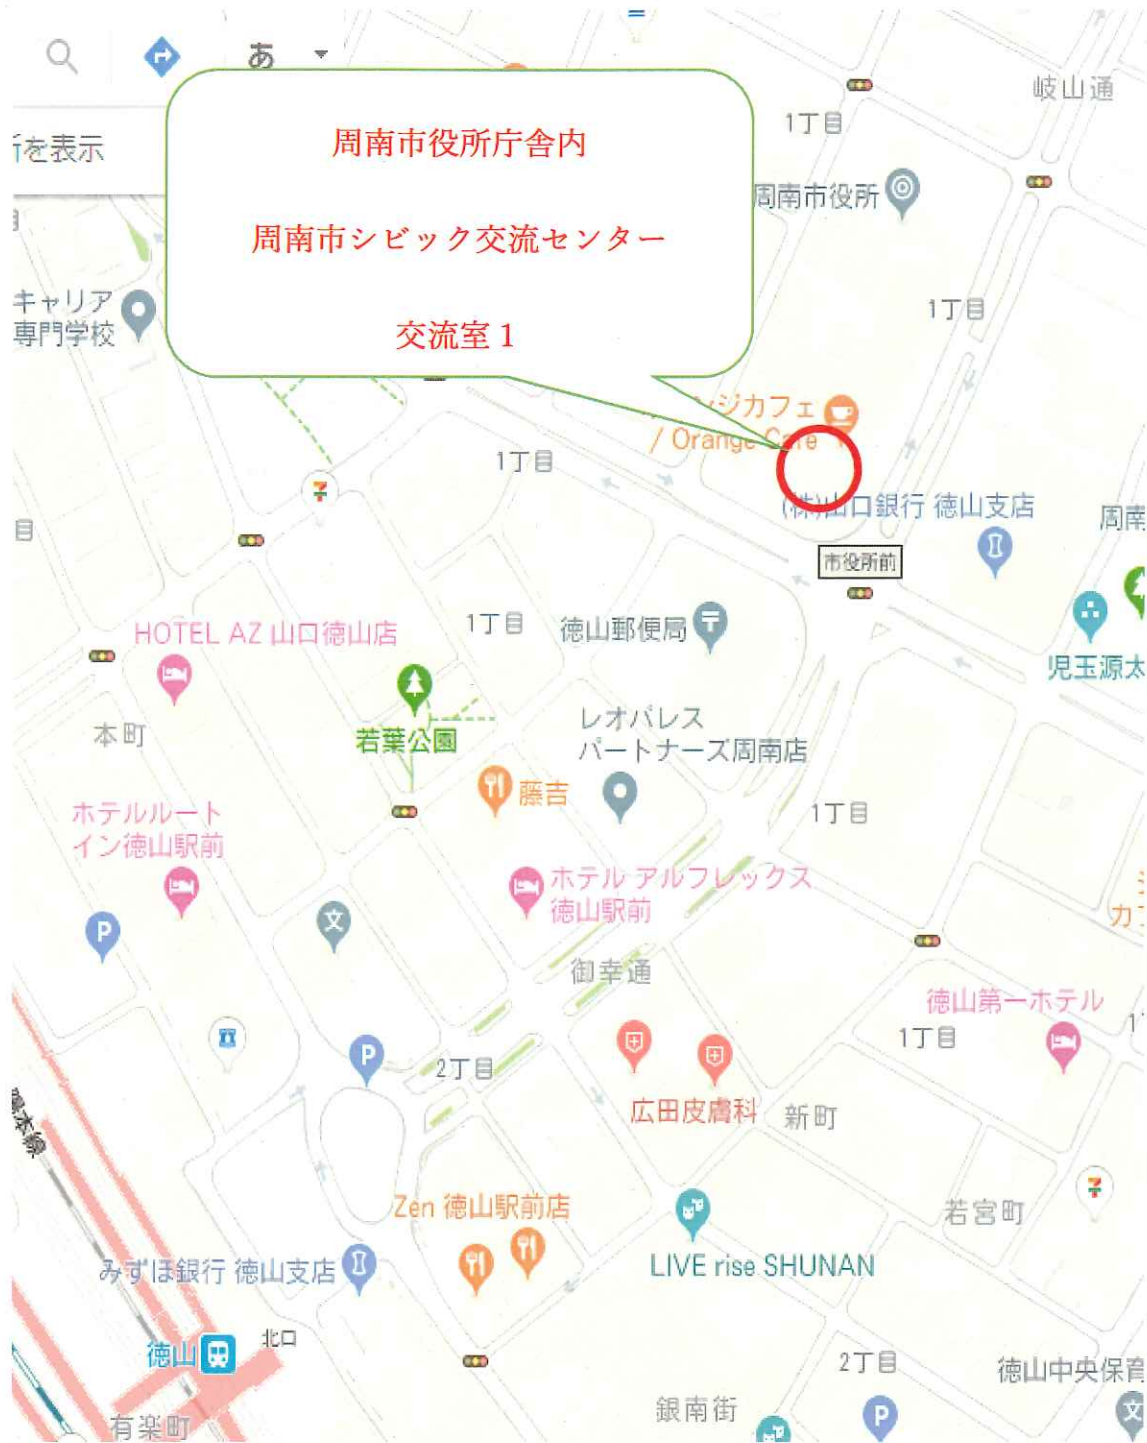 あ
岐山通
1丁目
を表示
周南市役所庁舎内
周南市役所
周南市シビック交流センター
キャリア
専門学校
1丁目
交流室1
ジカフェ
/ Orange Cafe
1丁目
(株)山口銀行 徳山支店
周南
目
市役所前
HOTEL AZ 山口徳山店
1丁目
徳山郵便局
児玉源太
本町
若葉公園
レオパレス
パートナーズ周南店
藤吉
1丁目
ホテルルート
イン徳山駅前
ホテル アルフレックス
徳山駅前
P
文
カ
御幸通
徳山第一ホテル
1丁目
P
2丁目
広田皮膚科
新町
本線
Zen 徳山駅前店
若宮町
みずほ銀行 徳山支店
LIVE rise SHUNAN
徳山
北口
2丁目
徳山中央保育
有楽町
銀南街
P
文